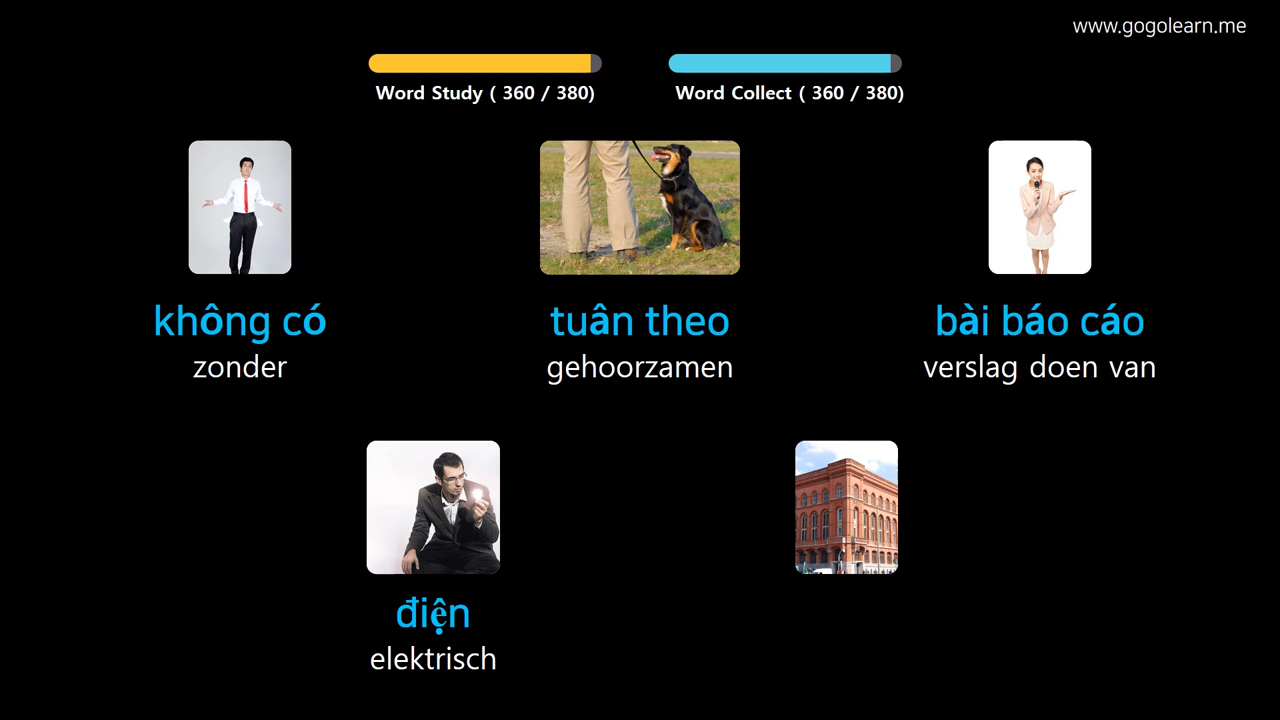 www.gogolearn.me
Word Study ( 360 / 380)
Word Collect ( 360 / 380)
không có
tuân theo
bài báo cáo
zonder
gehoorzamen
verslag doen van
điện
elektrisch